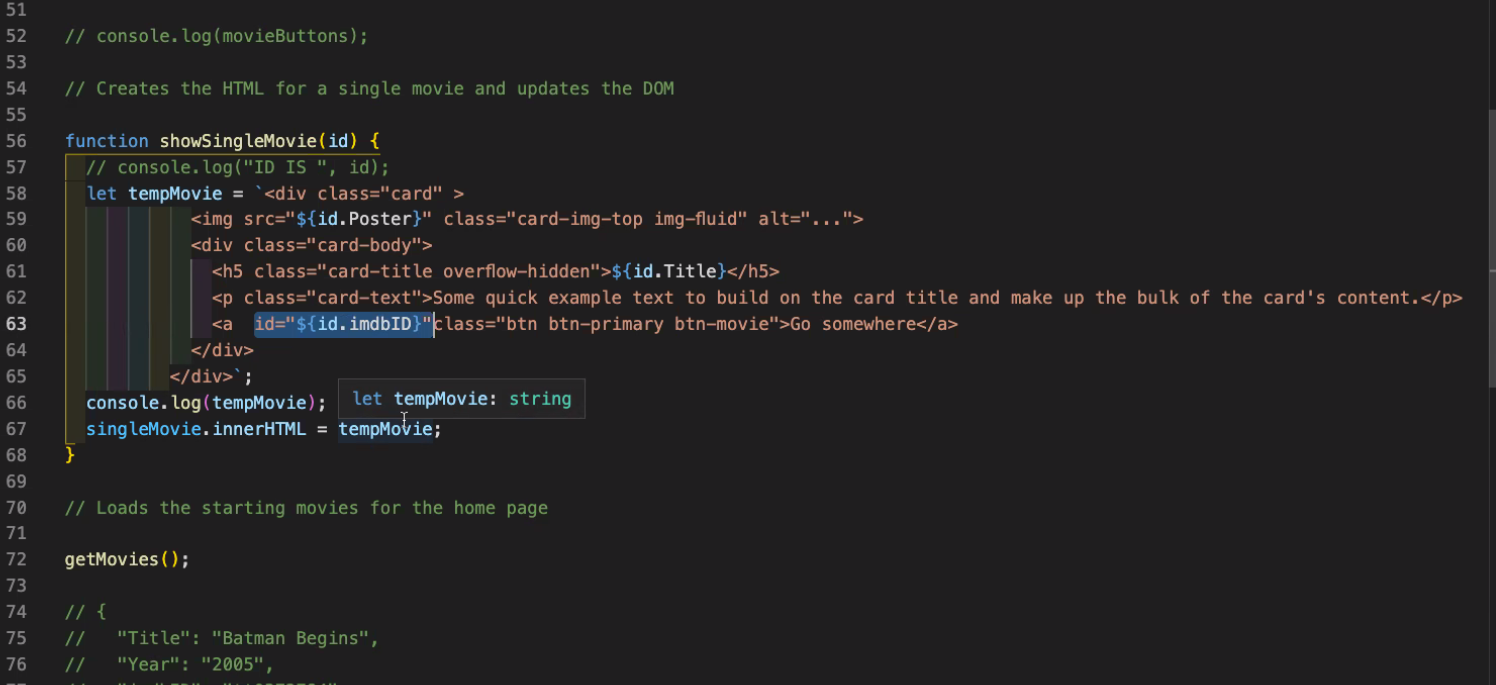 51
52 // console.log(movieButtons);
53
54 // Creates the HTML for a single movie and updates the DOM
55
56 function showSingleMovie(id) {
57 // console.log("ID IS ", id);
58 let tempMovie = `<div class="card" >
59 <img src="${id.Poster}" class="card-img-top img-fluid" alt="...">
60 <div class="card-body">
61 <h5 class="card-title overflow-hidden">${id.Title}</h5>
62 <p class="card-text">Some quick example text to build on the card title and make up the bulk of the card's content.</p>
63 <a  id="${id.imdbID}"class="btn btn-primary btn-movie">Go somewhere</a>
64 </div>
65 </div>`;
66 console.log(tempMovie);
let tempMovie: string
67 singleMovie.innerHTML = tempMovie;
68 }
69
70 // Loads the starting movies for the home page
71
72 getMovies();
73
74 // {
75 //   "Title": "Batman Begins",
76 //   "Year": "2005",